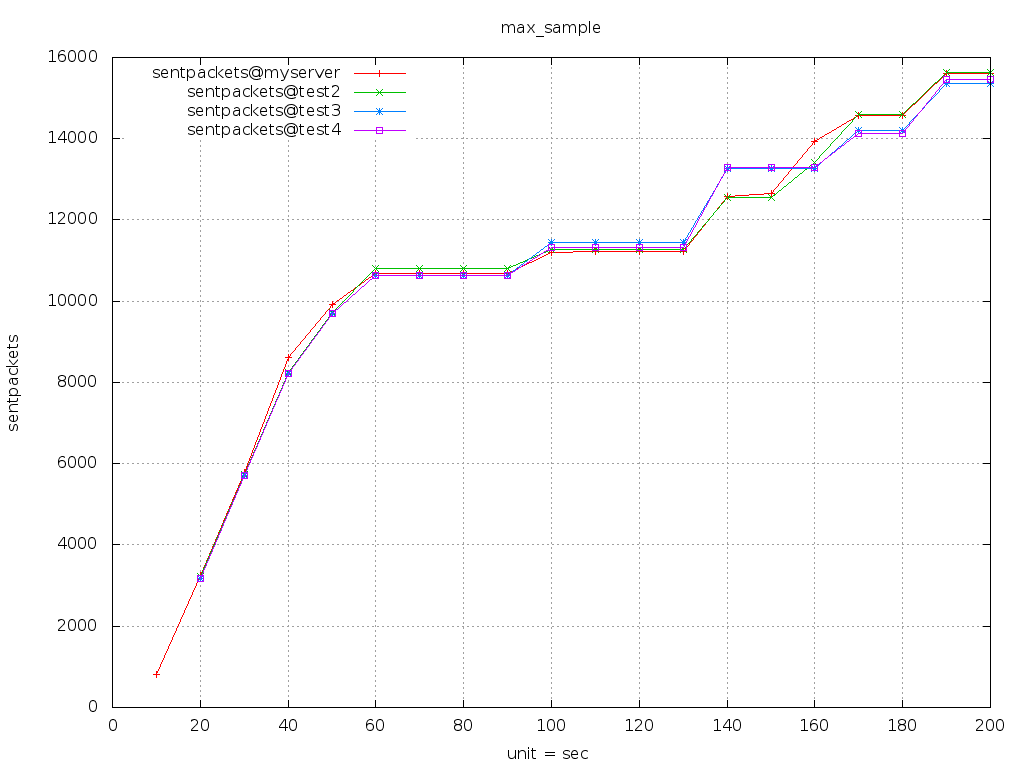 max_sample
16000
14000
12000
10000
8000
6000
4000
2000
0
sentpackets@myserver
sentpackets@test2
sentpackets@test3
sentpackets@test4
sentpackets
0 20 40 60 80 100 120 140 160 180 200
unit = sec